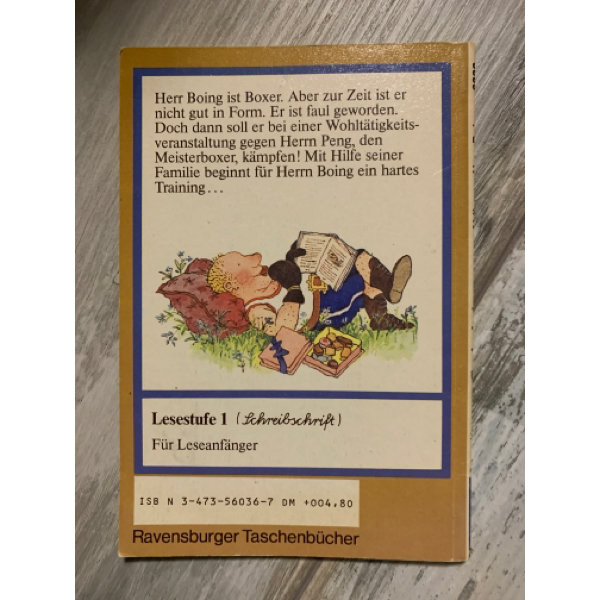 Herr Boing ist Boxer. Aber zur Zeit ist er
nicht gut in Form. Er ist faul geworden.
Doch dann soll er bei einer Wohltätigkeits-
veranstaltung gegen Herrn Peng, den
Meisterboxer, kämpfen! Mit Hilfe seiner
Familie beginnt für Herrn Boing ein hartes
Training...
Lesestufe 1 (Schreibschrift)
Für Leseanfänger
ISB N 3-473-56036-7 DM +004,80
Ravensburger Taschenbücher